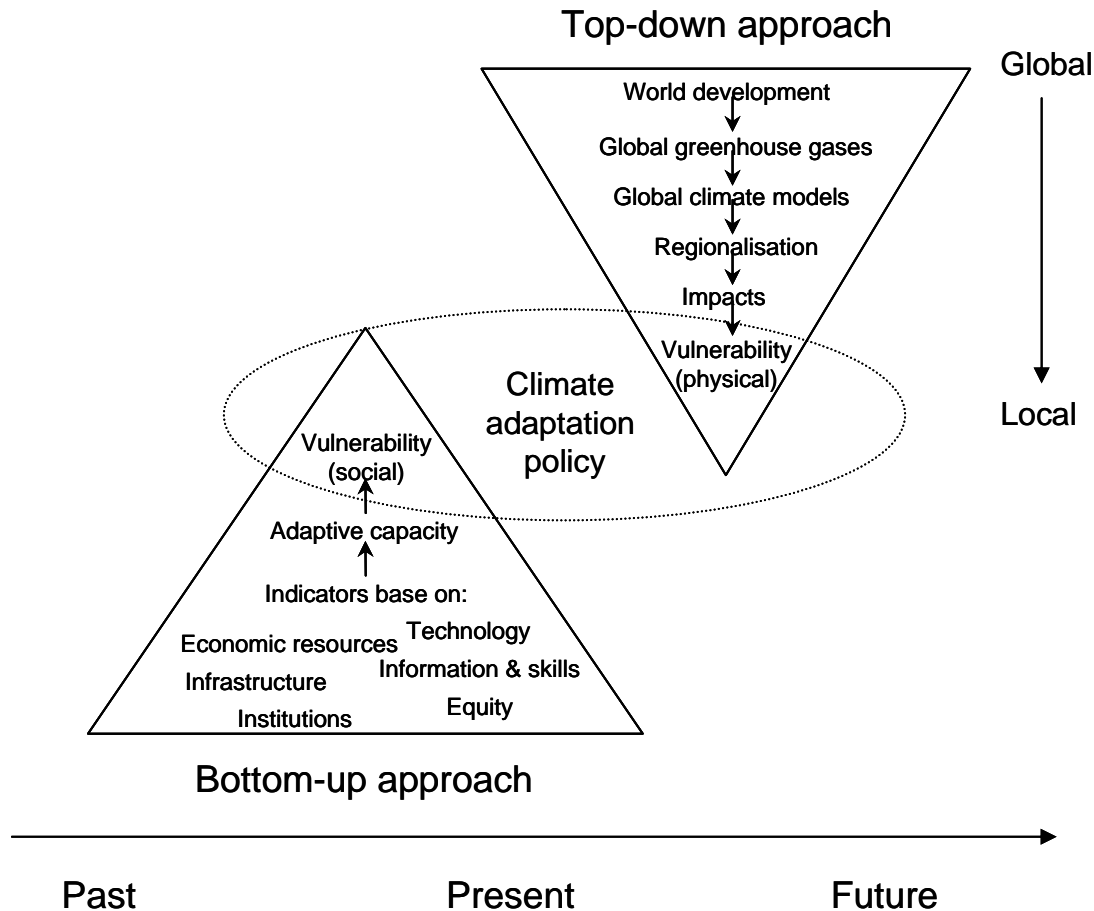 Top-down approach
Global
World development
Global greenhouse gases
Global climate models
Regionalisation
Impacts
Vulnerability
(physical)
Local
Climate
adaptation
policy
Vulnerability
(social)
Adaptive capacity
Indicators base on:
Economic resources
Technology
Infrastructure
Information & skills
Institutions
Equity
Bottom-up approach
Past
Present
Future